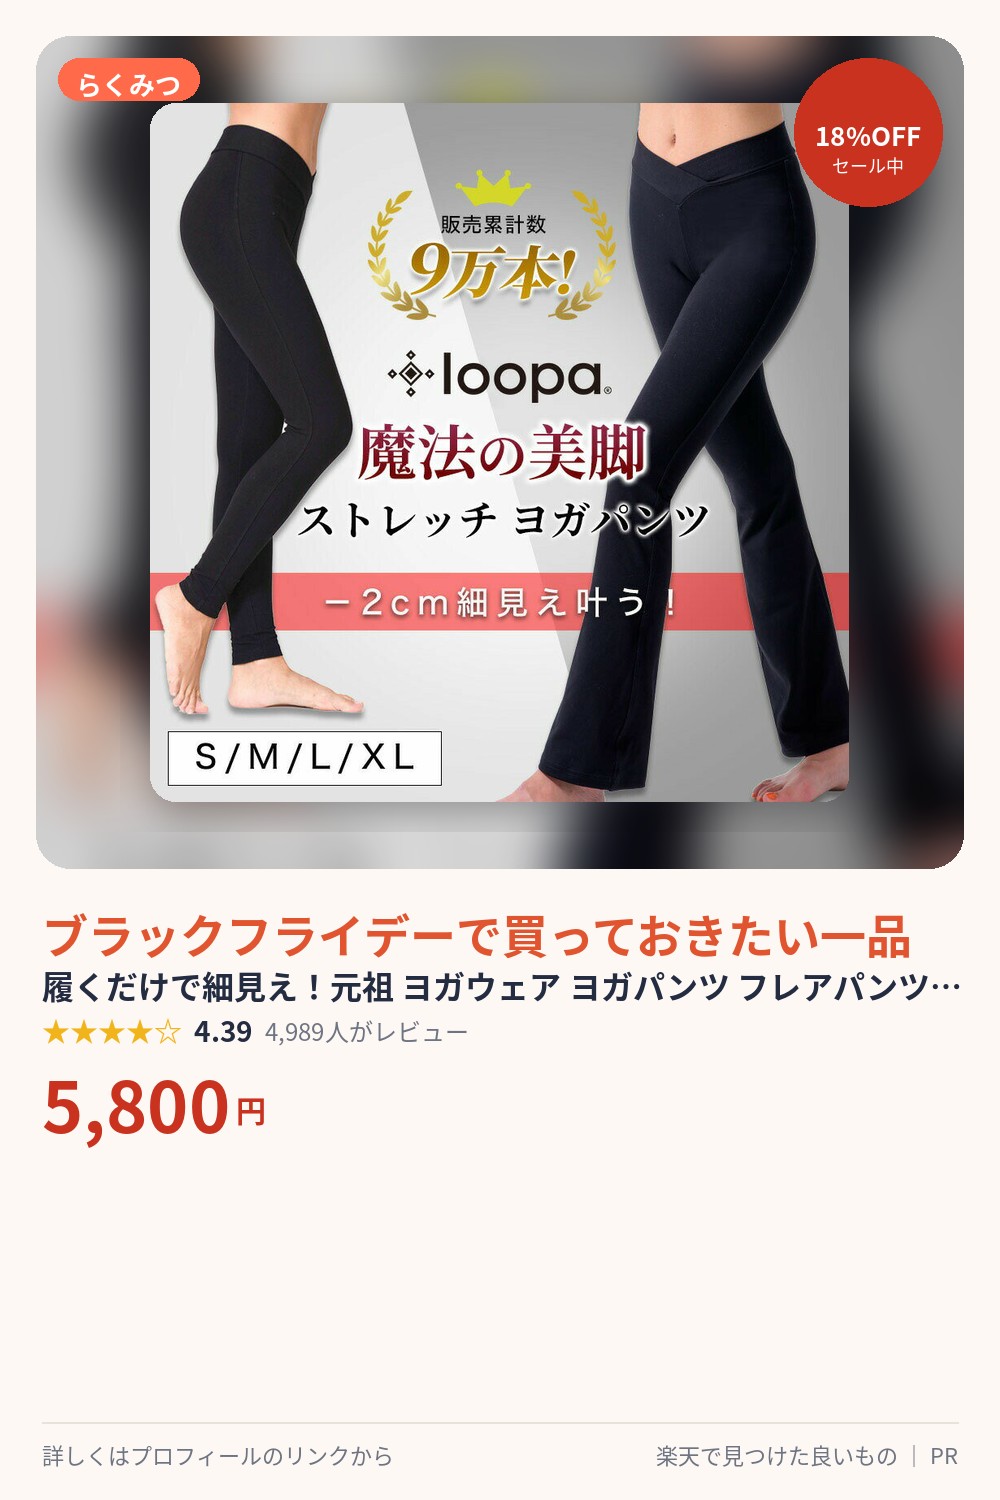 らくみつ
18%OFF
セール中
販売累計数
9万本!
loopa®
魔法の美脚
ストレッチ ヨガパンツ
−2cm細見え叶う！
S/M/L/XL
ブラックフライデーで買っておきたい一品
履くだけで細見え！元祖 ヨガウェア ヨガパンツ フレアパンツ…
★★★★☆ 4.39 4,989人がレビュー
5,800円
詳しくはプロフィールのリンクから
楽天で見つけた良いもの｜PR